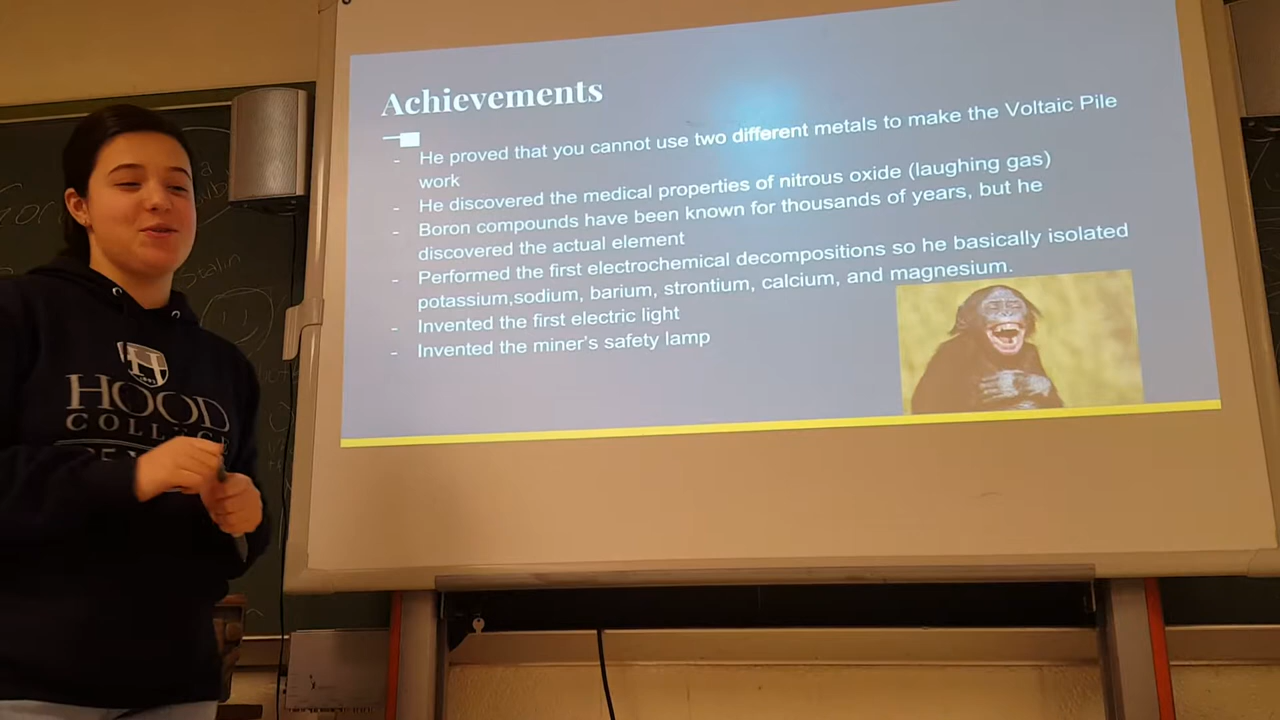 Achievements
- He proved that you cannot use two different metals to make the Voltaic Pile
work
- He discovered the medical properties of nitrous oxide (laughing gas)
- Boron compounds have been known for thousands of years, but he
discovered the actual element
- Performed the first electrochemical decompositions so he basically isolated
potassium,sodium, barium, strontium, calcium, and magnesium.
- Invented the first electric light
- Invented the miner's safety lamp
Stalin
H
HOOD
COLLEGE